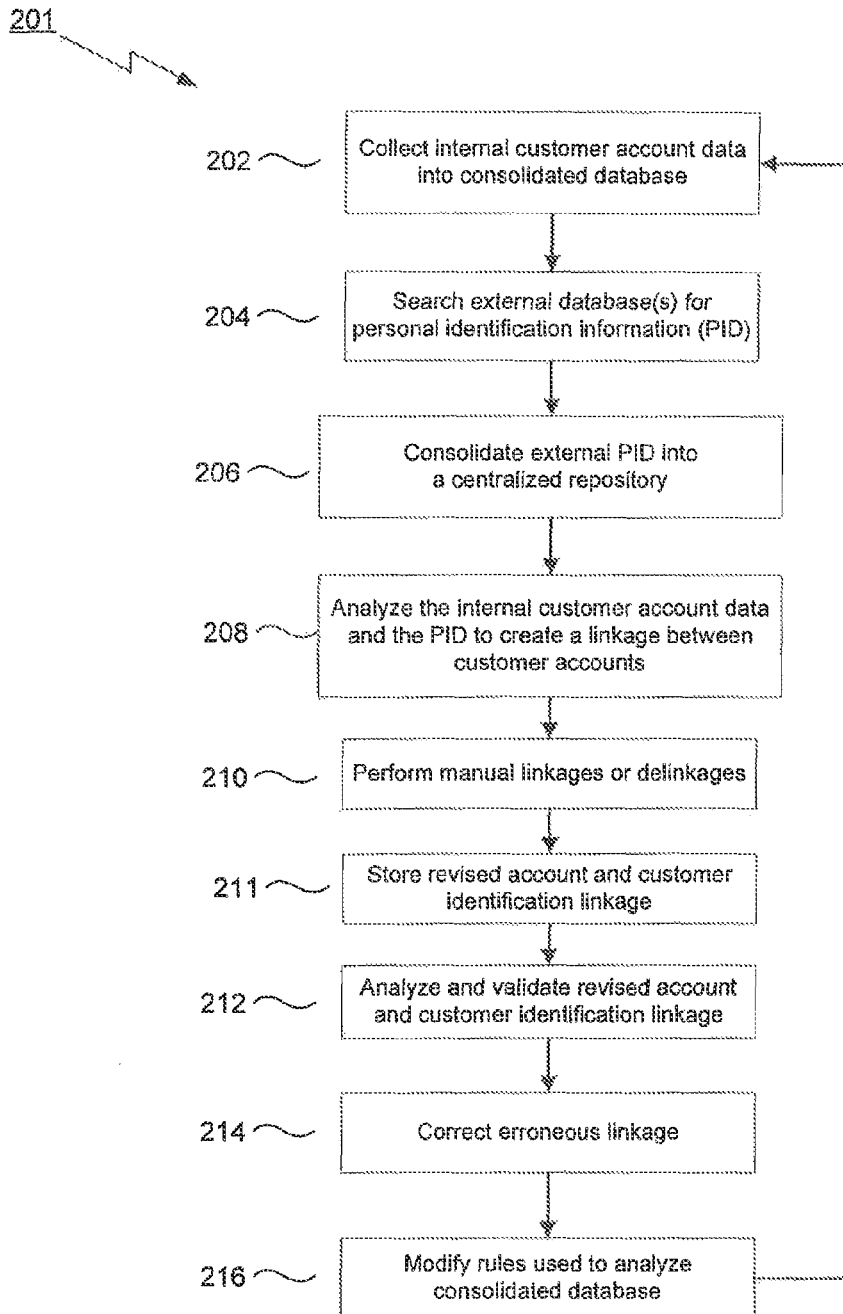 201
202
Collect internal customer account data
into consolidated database
204
Search external database(s) for
personal identification information (PID)
206
Consolidate external PID into
a centralized repository
208
Analyze the internal customer account data
and the PID to create a linkage between
customer accounts
210
Perform manual linkages or delinkages
211
Store revised account and customer
identification linkage
212
Analyze and validate revised account
and customer identification linkage
214
Correct erroneous linkage
216
Modify rules used to analyze
consolidated database